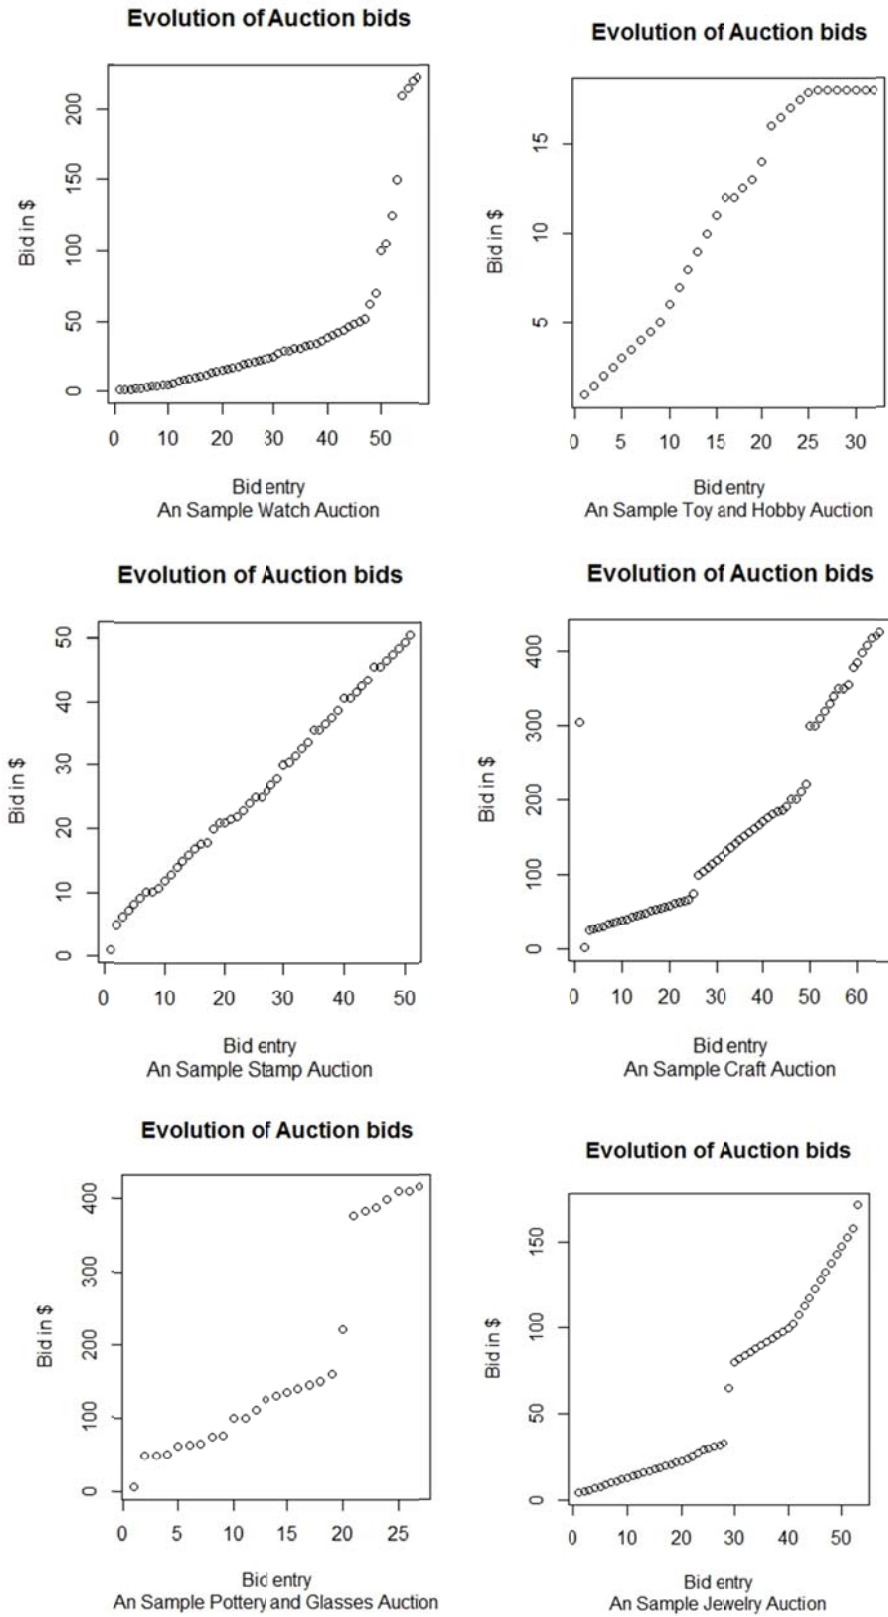 Evolution of Auction bids
Bid in $
0
50
100
150
200
0 10 20 30 40 50
Bid entry
An Sample Watch Auction
Evolution of Auction bids
Bid in $
5
10
15
0 5 10 15 20 25 30
Bid entry
An Sample Toy and Hobby Auction
Evolution of Auction bids
Bid in $
0
10
20
30
40
50
0 10 20 30 40 50
Bid entry
An Sample Stamp Auction
Evolution of Auction bids
Bid in $
0
100
200
300
400
0 10 20 30 40 50 60
Bid entry
An Sample Craft Auction
Evolution of Auction bids
Bid in $
0
100
200
300
400
0 5 10 15 20 25
Bid entry
An Sample Pottery and Glasses Auction
Evolution of Auction bids
Bid in $
0
50
100
150
0 10 20 30 40 50
Bid entry
An Sample Jewelry Auction